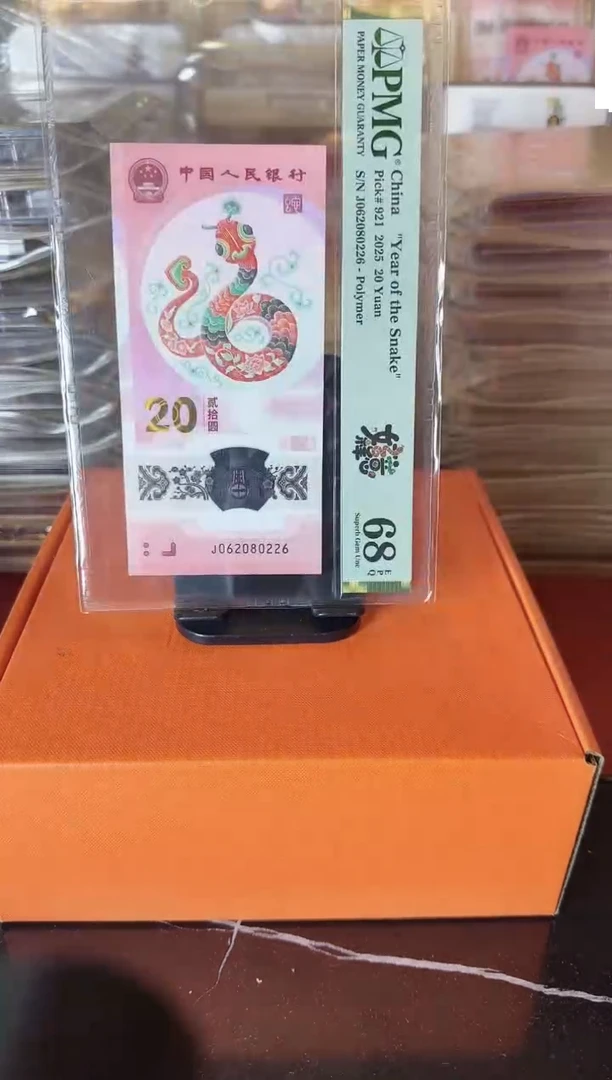 中国人民银行
蛇
20
贰拾圆
J062080226
PMG®
PAPER MONEY GUARANTY
China "Year of the Snake"
Pick# 921 2025 20 Yuan
S/N J062080226 - Polymer
68 EPQ
Superb Gem Unc